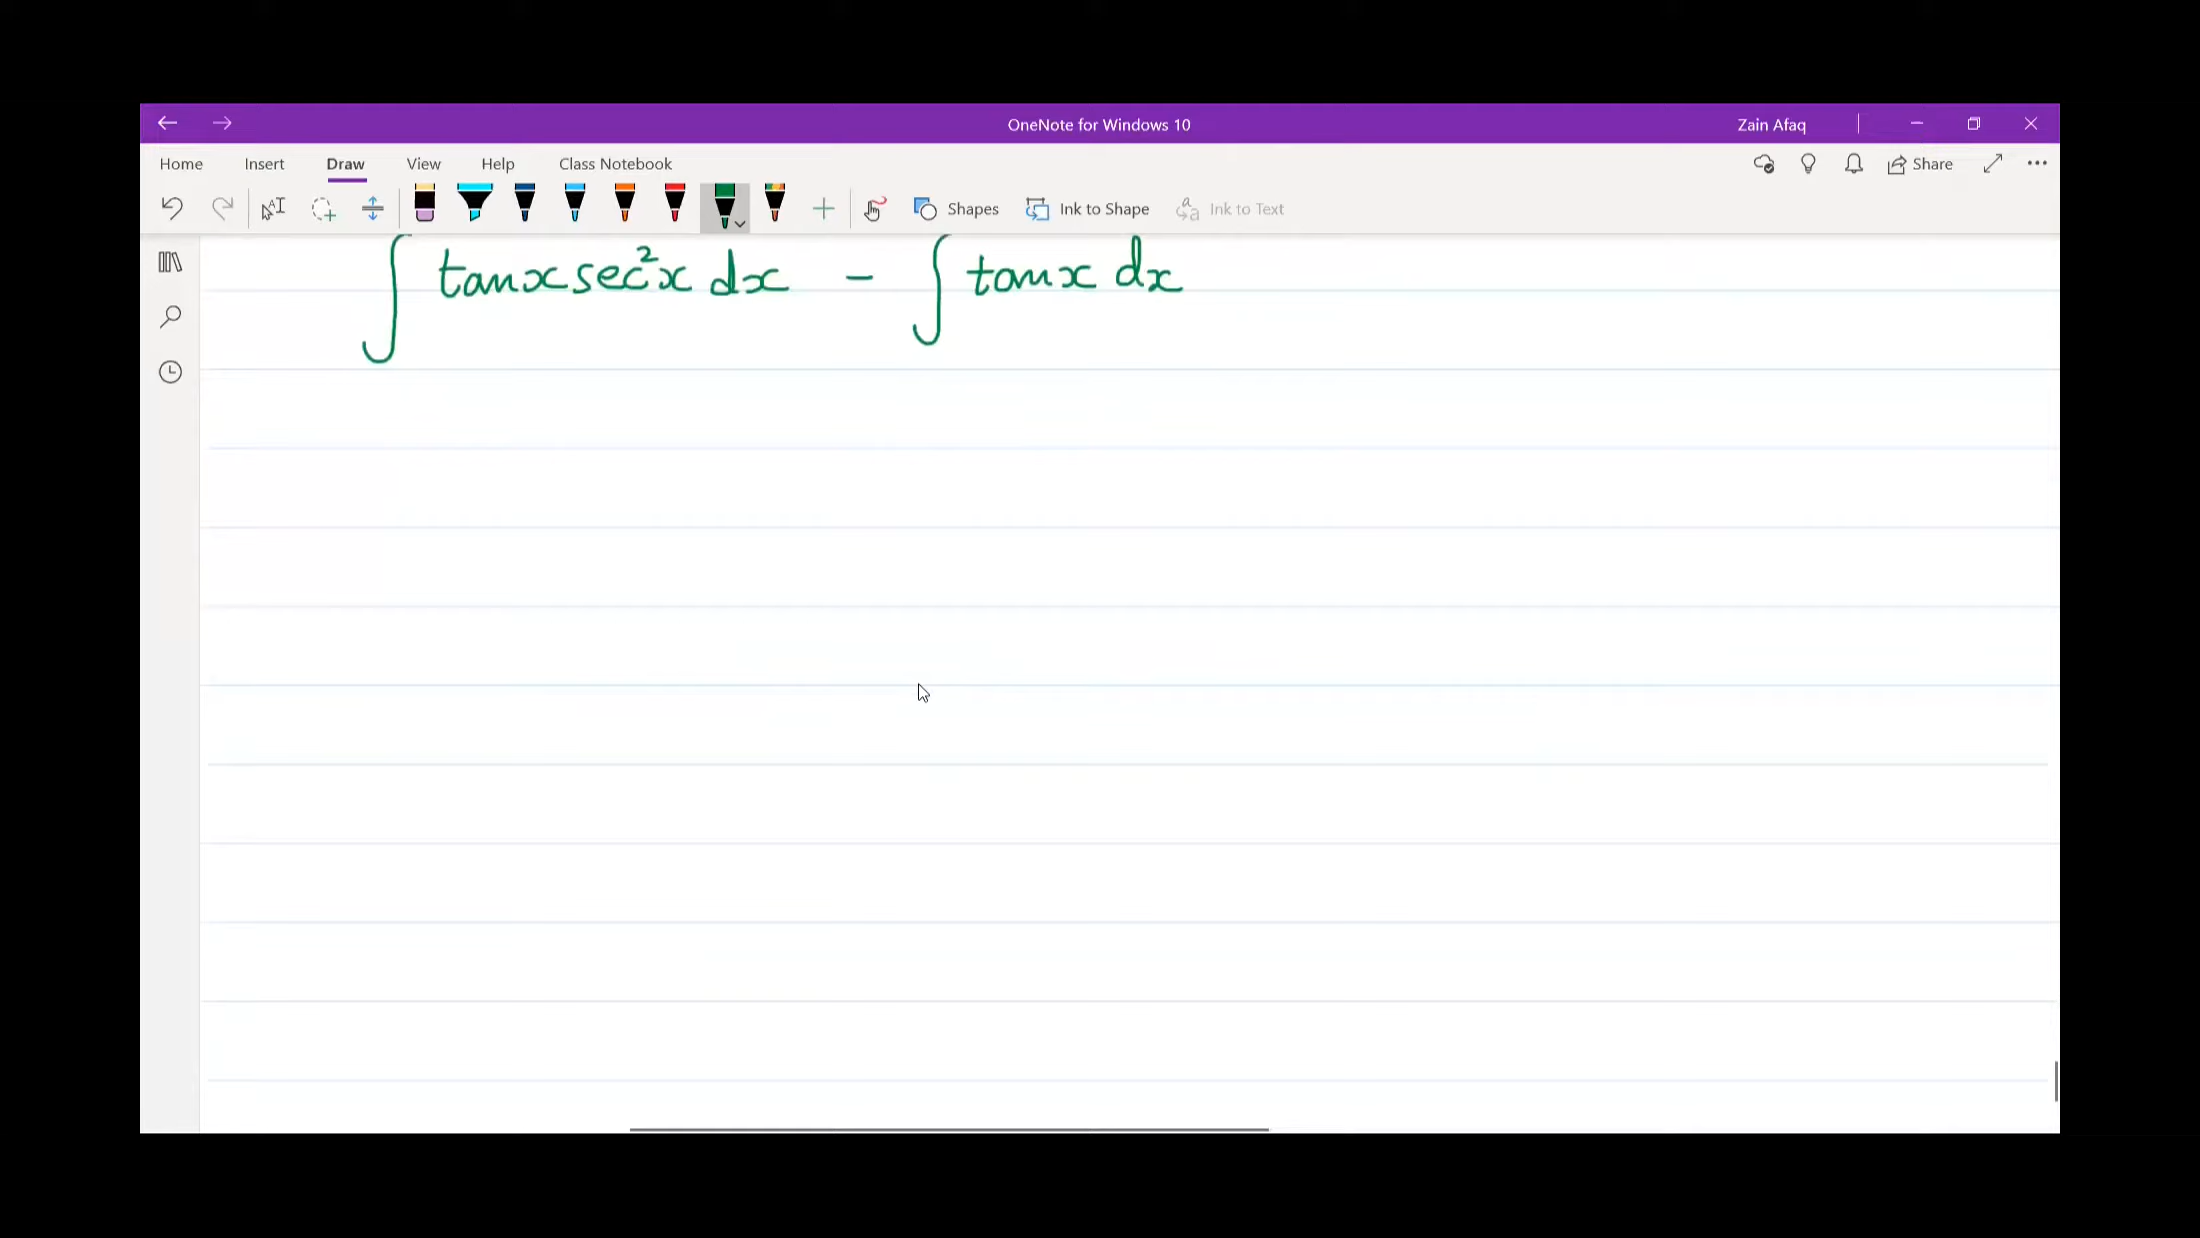 OneNote for Windows 10
Zain Afaq
Home Insert Draw View Help Class Notebook Share
Shapes Ink to Shape Ink to Text
∫ tanx sec²x dx - ∫ tanx dx